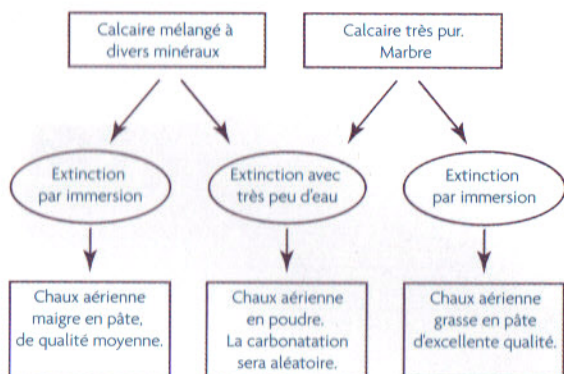 Calcaire mélangé à
divers minéraux
Calcaire très pur.
Marbre
Extinction
par immersion
Extinction avec
très peu d'eau
Extinction
par immersion
Chaux aérienne
maigre en pâte,
de qualité moyenne.
Chaux aérienne
en poudre.
La carbonatation
sera aléatoire.
Chaux aérienne
grasse en pâte
d'excellente qualité.